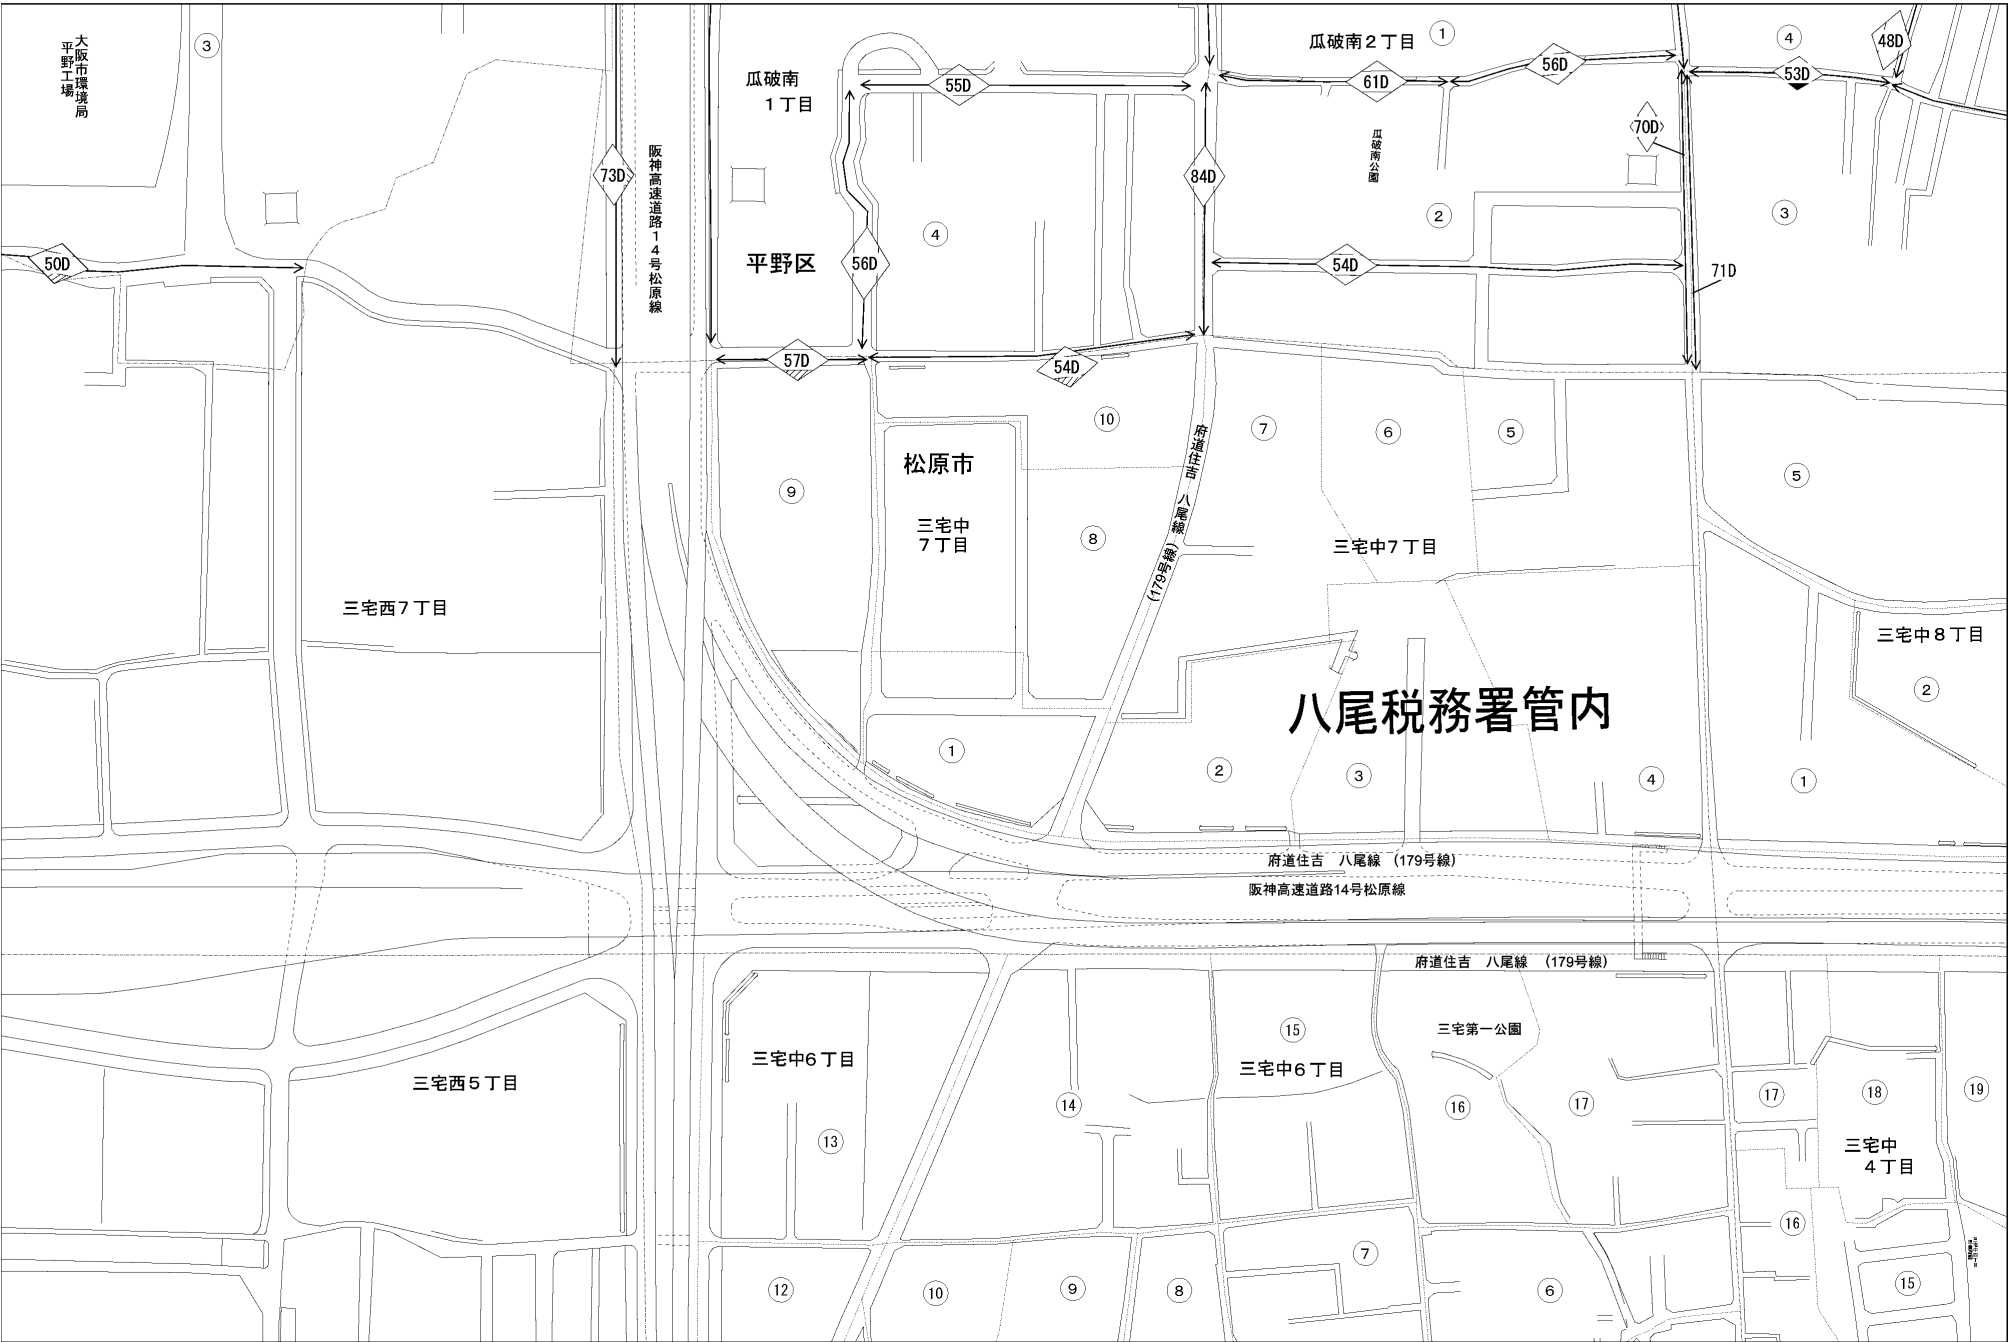 大阪市環境局
平野工場
③
瓜破南
1丁目
瓜破南2丁目
①
④
48D
55D
61D
56D
53D
73D
阪神高速道路14号松原線
84D
瓜破南公園
70D
②
③
④
50D
平野区
56D
54D
71D
57D
54D
⑩
⑦
⑥
⑤
⑤
⑨
松原市
三宅中
7丁目
⑧
府道住吉 八尾線 (179号線)
三宅中7丁目
三宅西7丁目
三宅中8丁目
②
八尾税務署管内
①
②
③
④
①
府道住吉 八尾線 (179号線)
阪神高速道路14号松原線
府道住吉 八尾線 (179号線)
三宅西5丁目
三宅中6丁目
⑬
⑭
⑮
三宅中6丁目
三宅第一公園
⑯
⑰
⑰
⑱
⑲
三宅中
4丁目
⑯
⑮
⑦
⑫
⑩
⑨
⑧
⑥